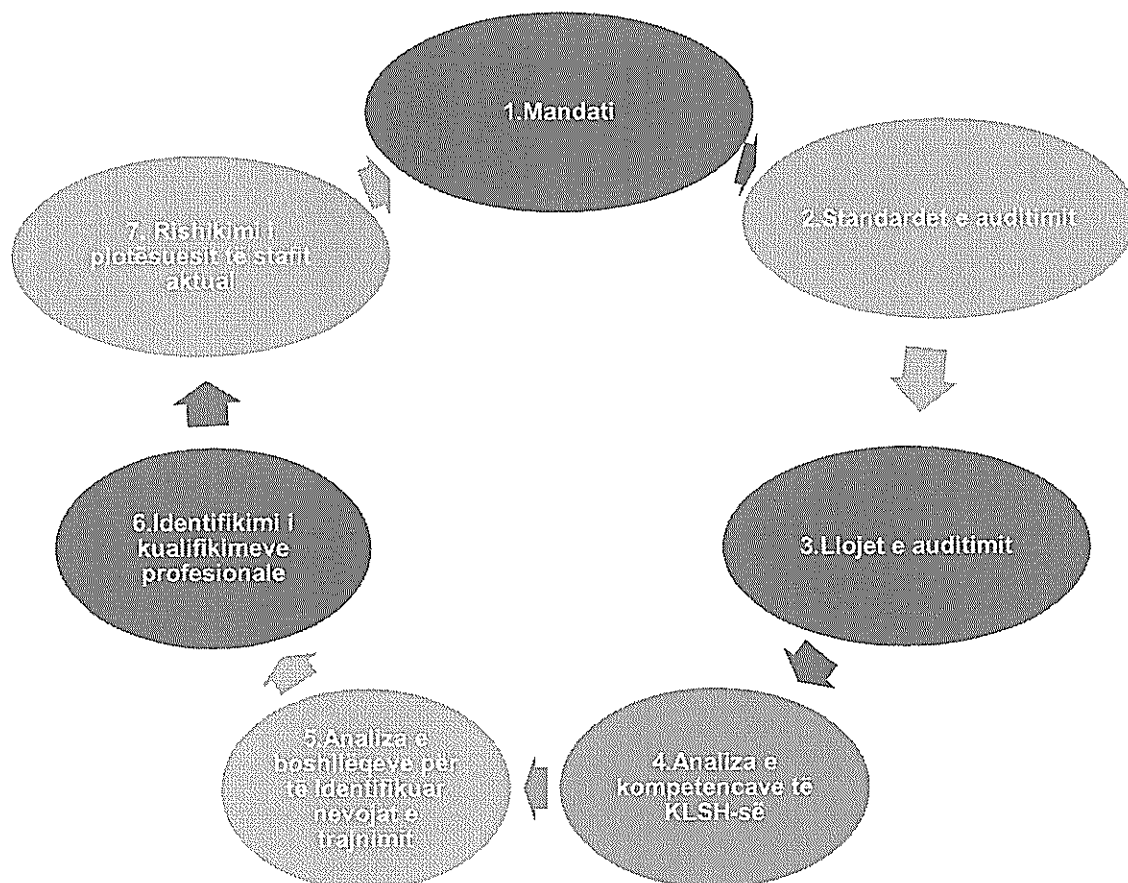 1.Mandati
2.Standardet e auditimit
3.Llojet e auditimit
4.Analiza e
kompetencave të
KLSH-së
5.Analiza e
boshllëqeve për
të Identifikuar
nevojat e
trajnimit
6.Identifikimi i
kualifikimeve
profesionale
7. Rishikimi i
plotësuesit të stafit
aktual